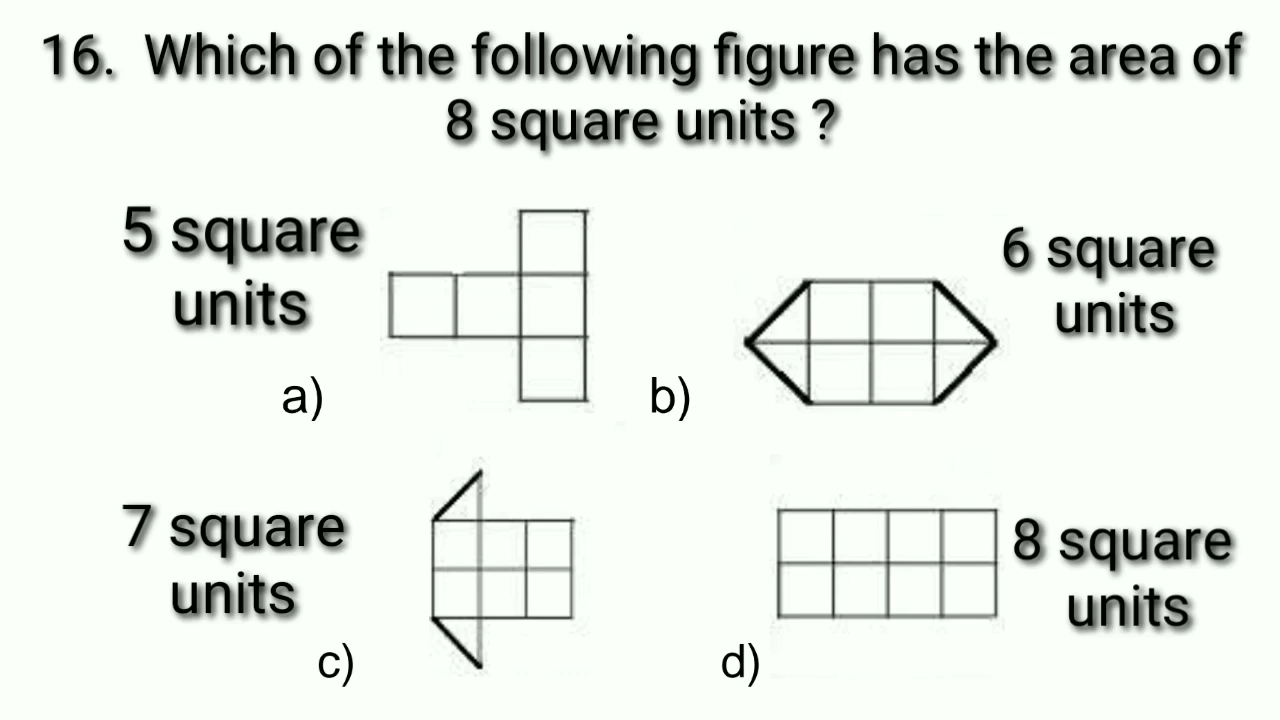 16. Which of the following figure has the area of
8 square units ?
5 square
units
a)
6 square
units
b)
7 square
units
c)
8 square
units
d)